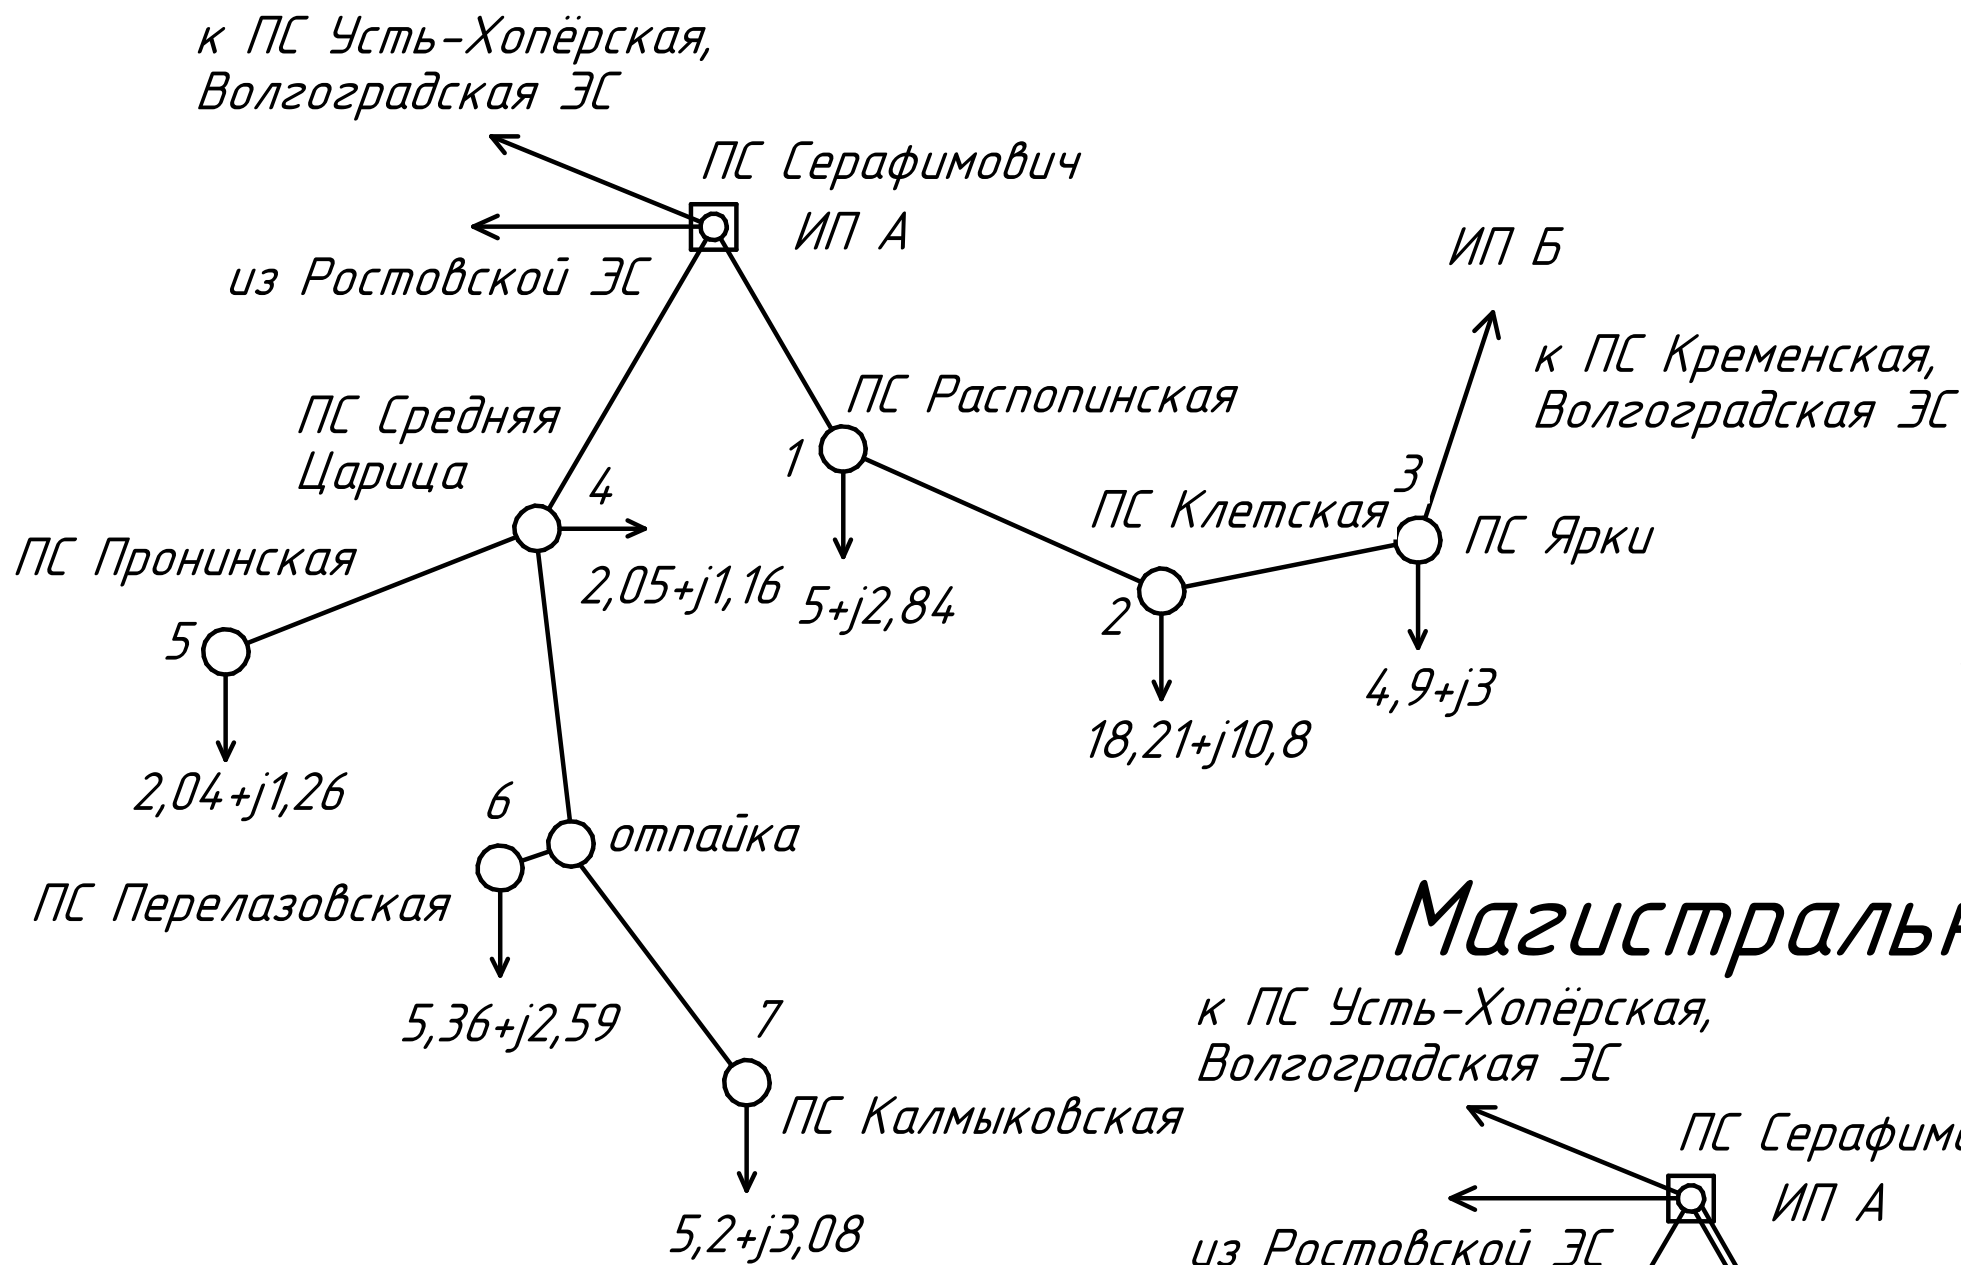 к ПС Усть-Хопёрская,
Волгоградская ЭС
ПС Серафимович
ИП А
из Ростовской ЭС
ИП Б
к ПС Кременская,
Волгоградская ЭС
ПС Распопинская
1
5+j2,84
ПС Средняя
Царица
4
2,05+j1,16
ПС Клетская
2
18,21+j10,8
3
ПС Ярки
4,9+j3
ПС Пронинская
5
2,04+j1,26
6
отпайка
ПС Перелазовская
5,36+j2,59
7
ПС Калмыковская
5,2+j3,08
к ПС Усть-Хопёрская,
Волгоградская ЭС
ИП А
из Ростовской ЭС